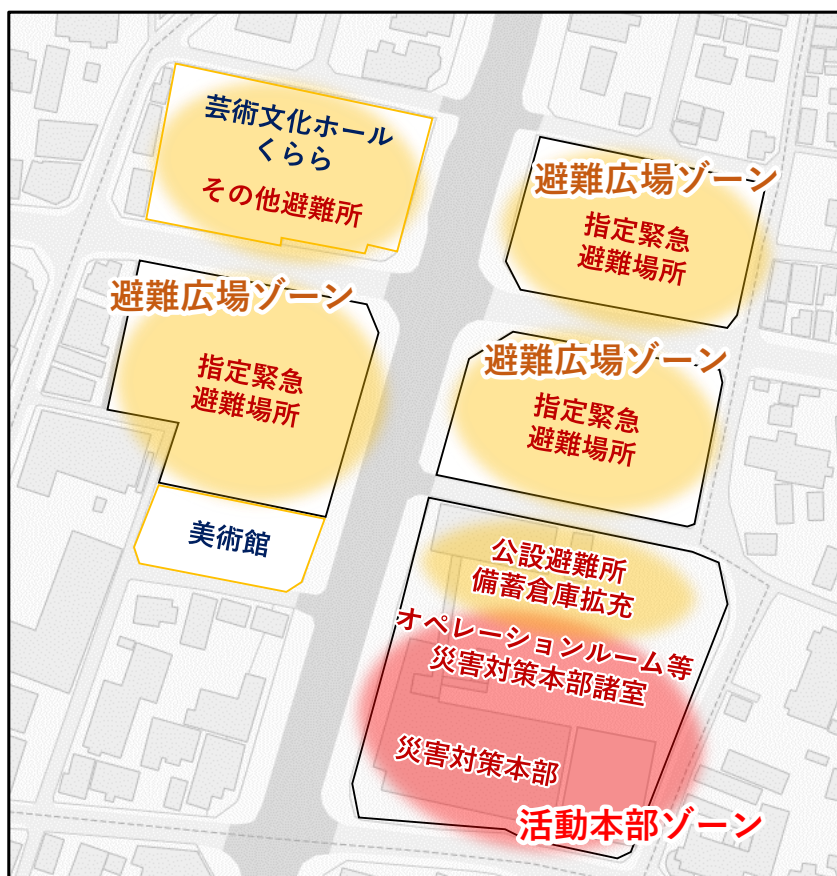 芸術文化ホール
くらら
その他避難所
避難広場ゾーン
指定緊急
避難場所
避難広場ゾーン
指定緊急
避難場所
避難広場ゾーン
指定緊急
避難場所
美術館
公設避難所
備蓄倉庫拡充
オペレーションルーム等
災害対策本部諸室
災害対策本部
活動本部ゾーン